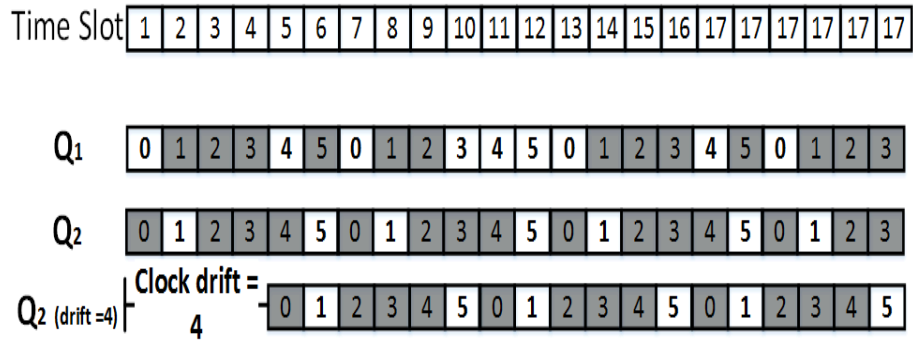 Time Slot 1 2 3 4 5 6 7 8 9 10 11 12 13 14 15 16 17 17 17 17 17 17
Q1 0 1 2 3 4 5 0 1 2 3 4 5 0 1 2 3 4 5 0 1 2 3
Q2 0 1 2 3 4 5 0 1 2 3 4 5 0 1 2 3 4 5 0 1 2 3
Clock drift =
4
Q2 (drift =4) 0 1 2 3 4 5 0 1 2 3 4 5 0 1 2 3 4 5